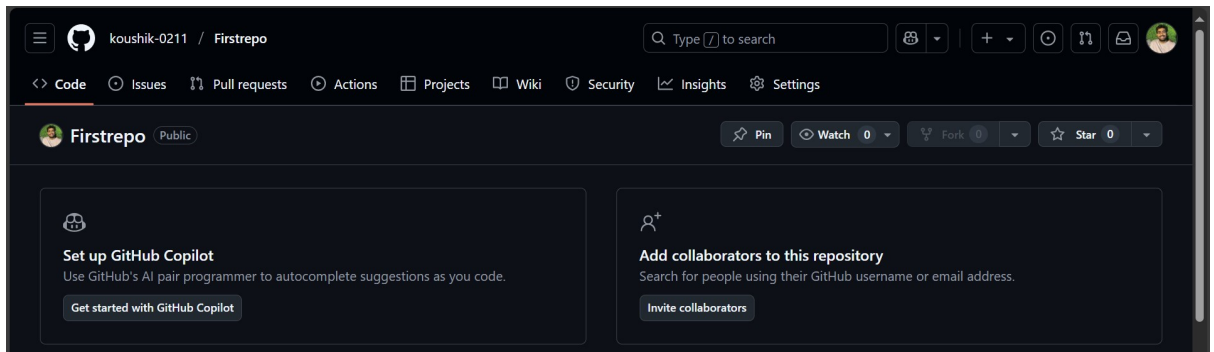 koushik-0211 / Firstrepo
Type / to search
<> Code Issues Pull requests Actions Projects Wiki Security Insights Settings
Firstrepo Public
Pin Watch 0 Fork 0 Star 0
Set up GitHub Copilot
Use GitHub's AI pair programmer to autocomplete suggestions as you code.
Get started with GitHub Copilot
Add collaborators to this repository
Search for people using their GitHub username or email address.
Invite collaborators